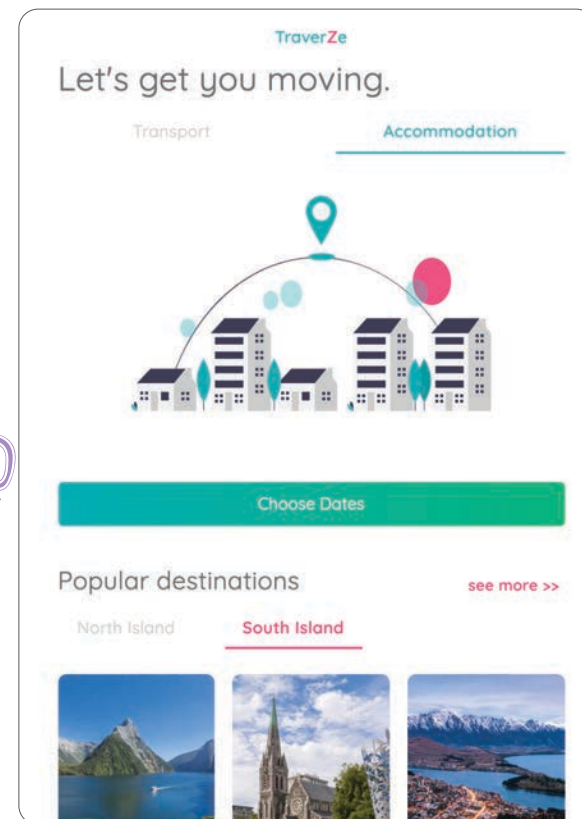 TraverZe
Let's get you moving.
Transport Accommodation
Choose Dates
Popular destinations see more >>
North Island South Island